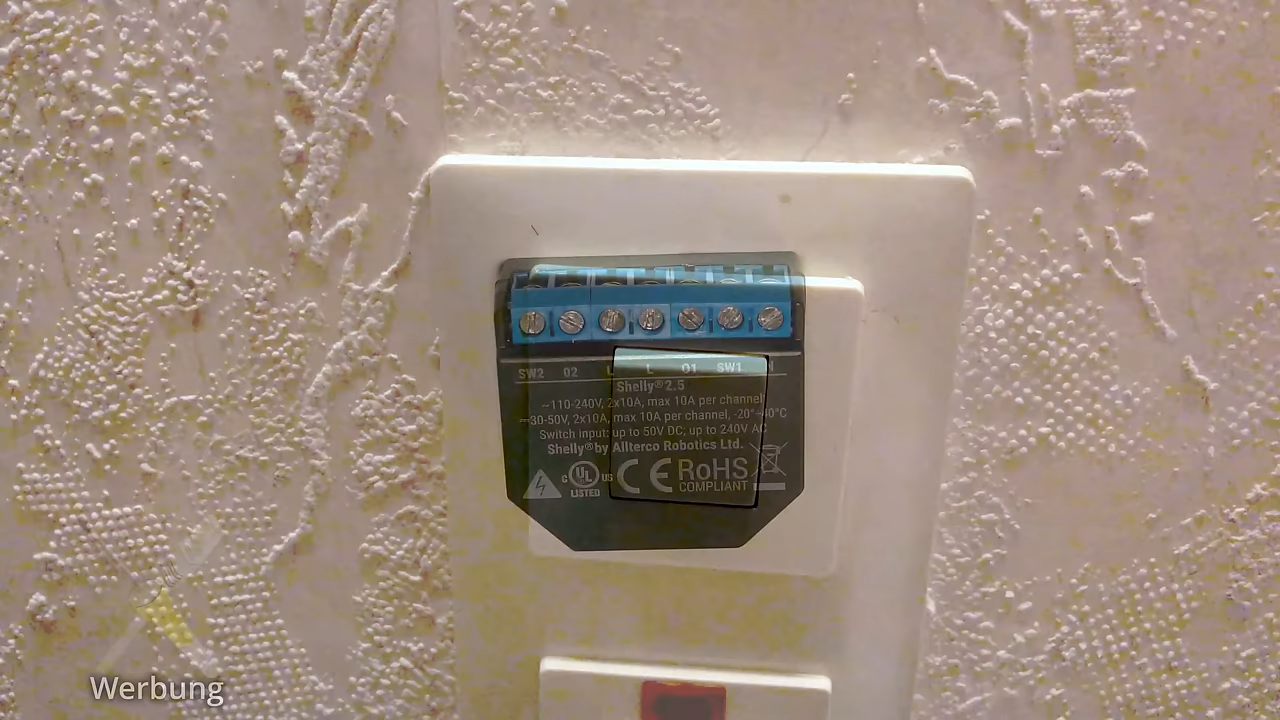 SW2 O2 L L O1 SW1 N
Shelly®2.5
~110-240V, 2x10A, max 10A per channel
⎓30-50V, 2x10A, max 10A per channel, -20°~40°C
Switch input: up to 50V DC; up to 240V AC
Shelly® by Allterco Robotics Ltd.
C UL US CE RoHS
LISTED COMPLIANT
Werbung